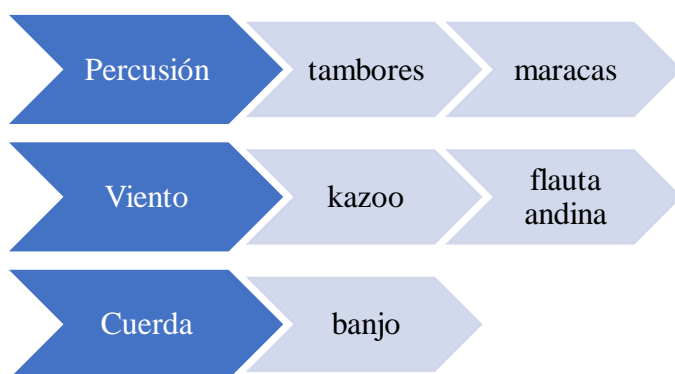 Percusión
tambores
maracas
Viento
kazoo
flauta
andina
Cuerda
banjo